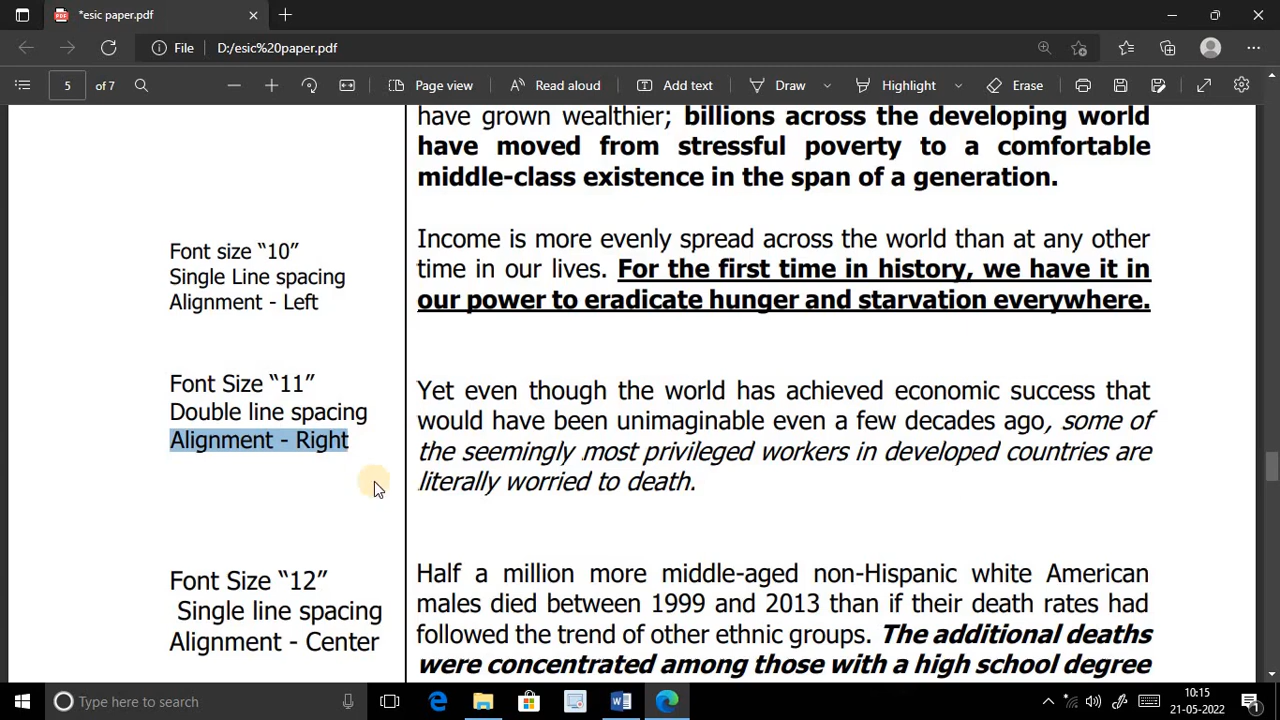 *esic paper.pdf
File D:/esic%20paper.pdf
5 of 7 Page view Read aloud Add text Draw Highlight Erase
have grown wealthier; billions across the developing world
have moved from stressful poverty to a comfortable
middle-class existence in the span of a generation.
Font size “10”
Single Line spacing
Alignment - Left
Income is more evenly spread across the world than at any other
time in our lives. For the first time in history, we have it in
our power to eradicate hunger and starvation everywhere.
Font Size “11”
Double line spacing
Alignment - Right
Yet even though the world has achieved economic success that
would have been unimaginable even a few decades ago, some of
the seemingly most privileged workers in developed countries are
literally worried to death.
Font Size “12”
Single line spacing
Alignment - Center
Half a million more middle-aged non-Hispanic white American
males died between 1999 and 2013 than if their death rates had
followed the trend of other ethnic groups. The additional deaths
were concentrated among those with a high school degree
Type here to search
10:15
21-05-2022